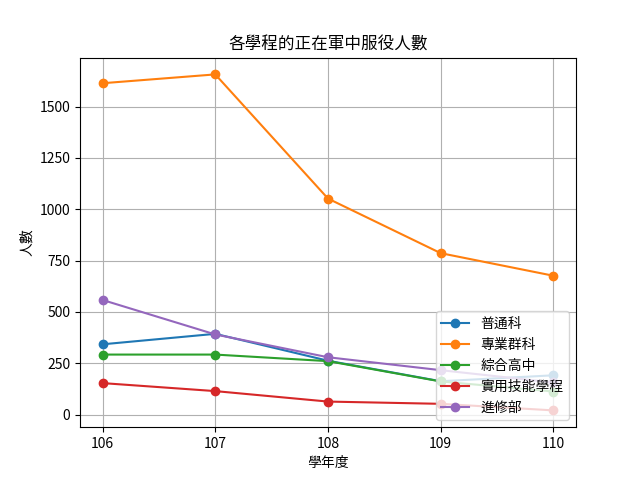 各學程的正在軍中服役人數
人數
1500
1250
1000
750
500
250
0
普通科
專業群科
綜合高中
實用技能學程
進修部
106
107
108
109
110
學年度